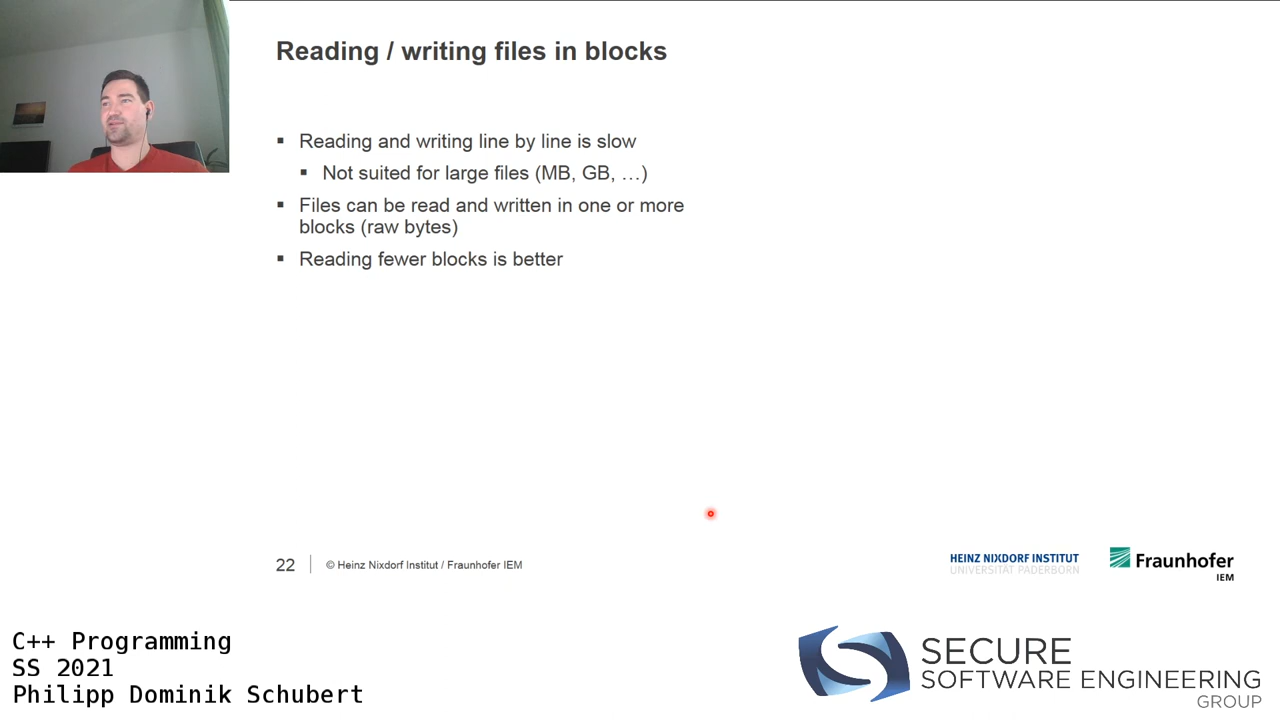 Reading / writing files in blocks
▪ Reading and writing line by line is slow
▪ Not suited for large files (MB, GB, …)
▪ Files can be read and written in one or more
blocks (raw bytes)
▪ Reading fewer blocks is better
22
© Heinz Nixdorf Institut / Fraunhofer IEM
HEINZ NIXDORF INSTITUT
UNIVERSITÄT PADERBORN
Fraunhofer
IEM
C++ Programming
SS 2021
Philipp Dominik Schubert
SECURE
SOFTWARE ENGINEERING
GROUP